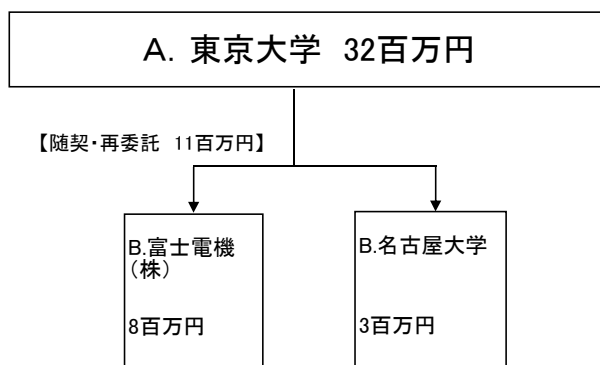 A. 東京大学 32百万円
【随契・再委託 11百万円】
B.富士電機
(株)
8百万円
B.名古屋大学
3百万円